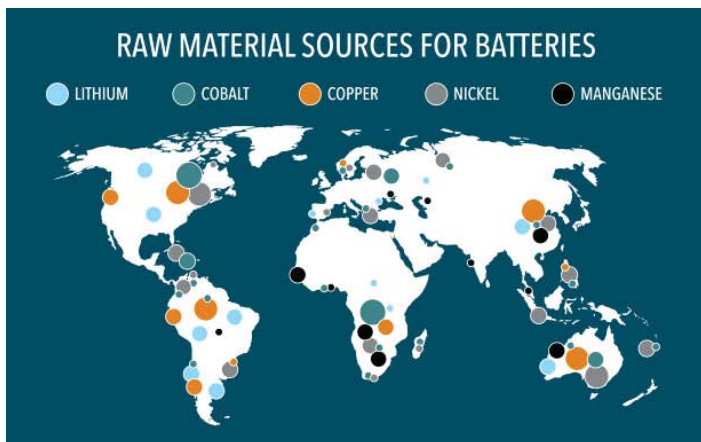 RAW MATERIAL SOURCES FOR BATTERIES
LITHIUM COBALT COPPER NICKEL MANGANESE